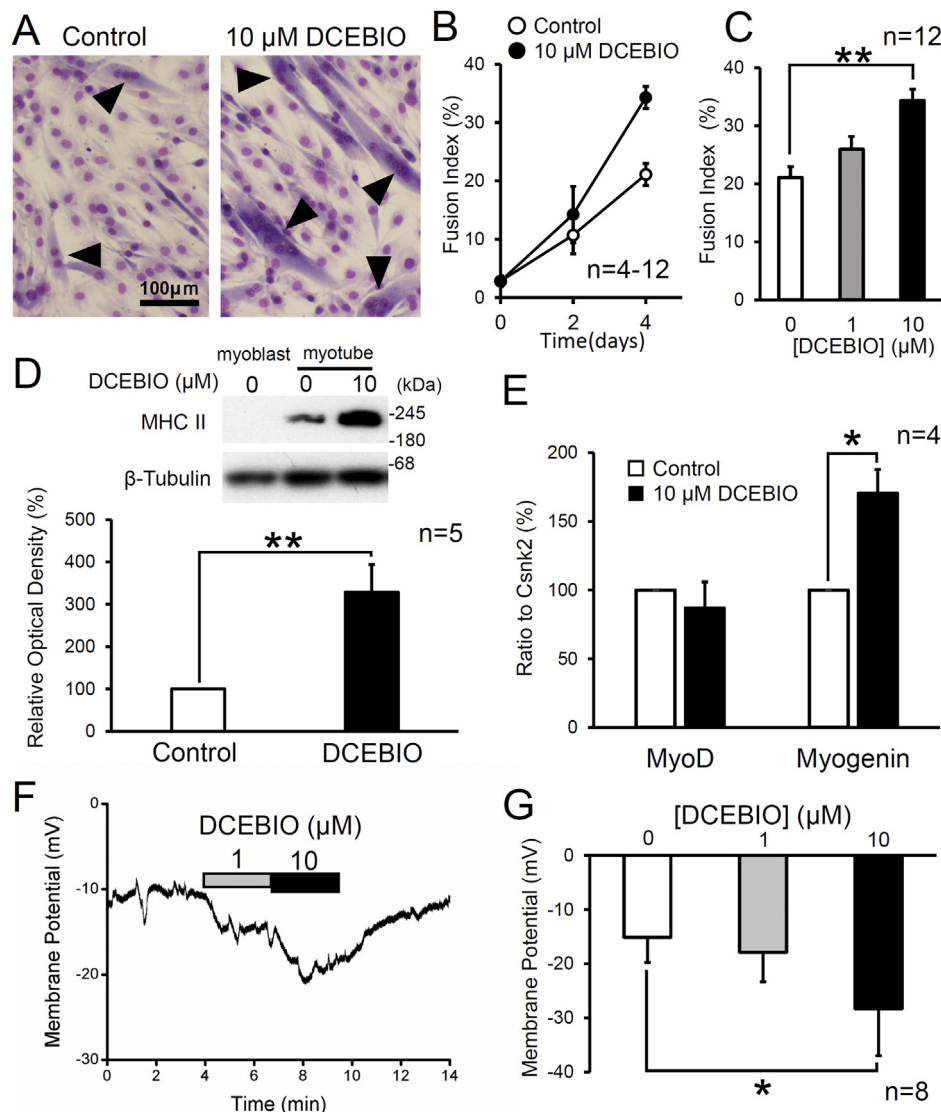 A
Control
10 µM DCEBIO
100µm
B
Control
10 µM DCEBIO
Fusion Index (%)
40
30
20
10
0
0 2 4
Time(days)
n=4-12
C
n=12
**
Fusion Index (%)
40
30
20
10
0
0 1 10
[DCEBIO] (µM)
D
myoblast myotube
DCEBIO (µM) 0 0 10 (kDa)
MHC II
-245
-180
-68
β-Tubulin
n=5
**
Relative Optical Density (%)
500
400
300
200
100
0
Control DCEBIO
E
n=4
Control
10 µM DCEBIO
*
Ratio to Csnk2 (%)
200
150
100
50
0
MyoD Myogenin
F
DCEBIO (µM)
1 10
Membrane Potential (mV)
0
-10
-20
-30
0 2 4 6 8 10 12 14
Time (min)
G
[DCEBIO] (µM)
0 1 10
Membrane Potential (mV)
0
-10
-20
-30
-40
*
n=8